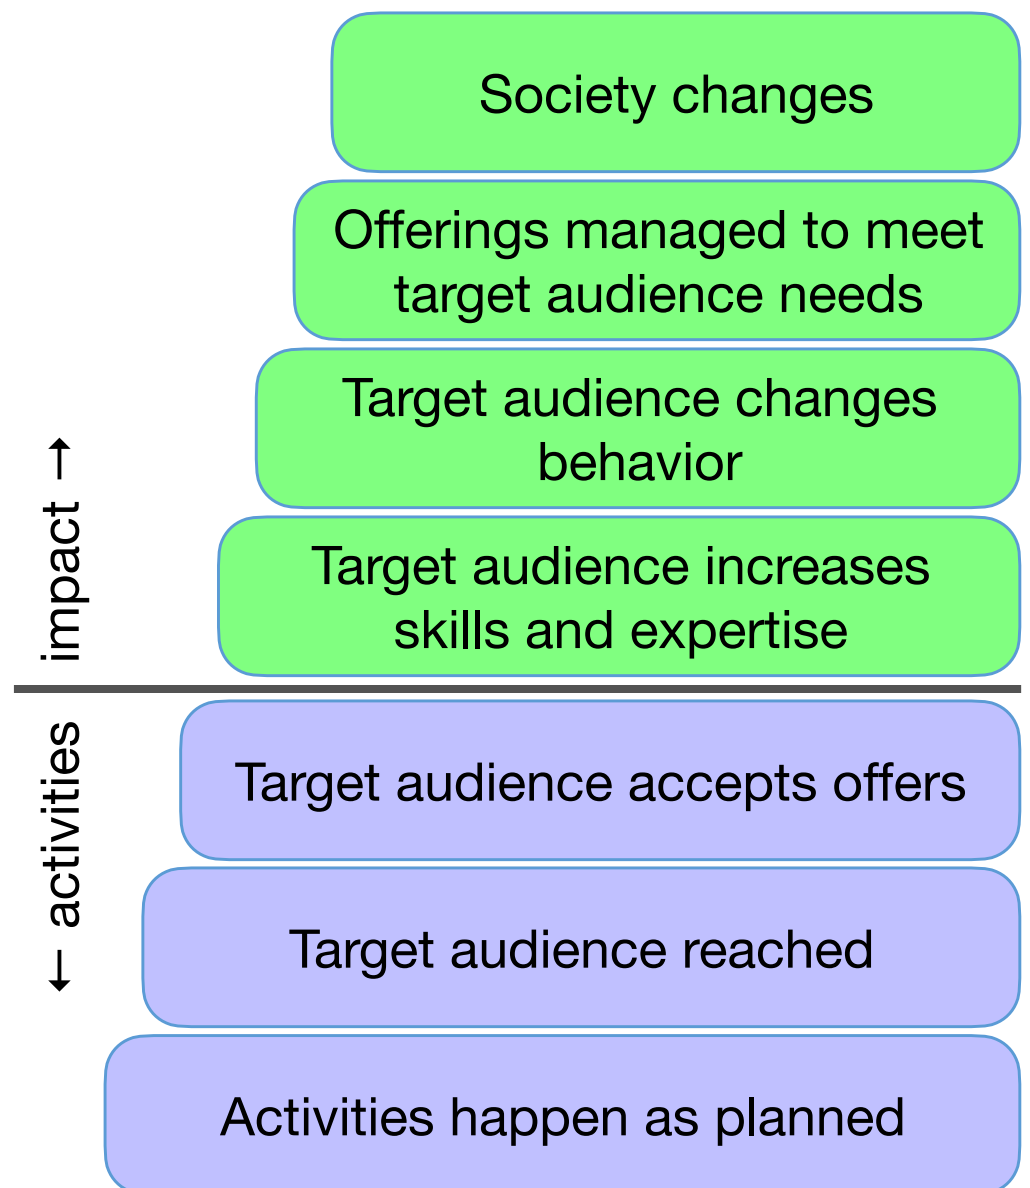 Society changes
Offerings managed to meet
target audience needs
Target audience changes
behavior
Target audience increases
skills and expertise
impact →
← activities
Target audience accepts offers
Target audience reached
Activities happen as planned